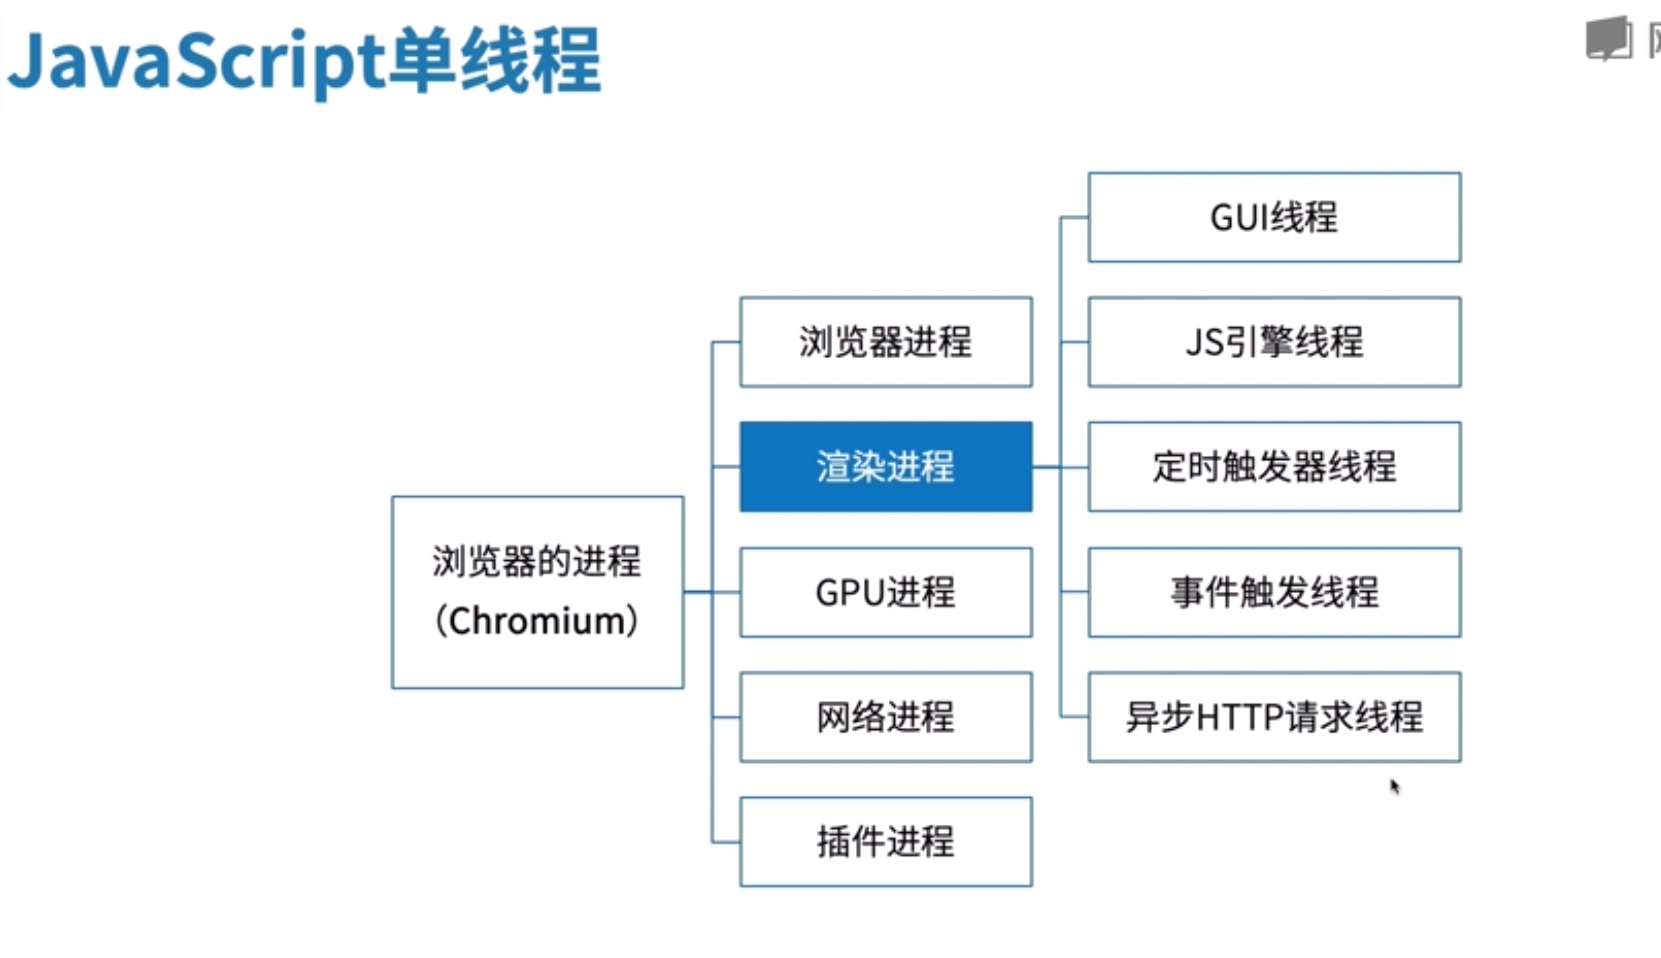 JavaScript单线程
GUI线程
浏览器进程
JS引擎线程
渲染进程
定时触发器线程
浏览器的进程
（Chromium）
GPU进程
事件触发线程
网络进程
异步HTTP请求线程
插件进程